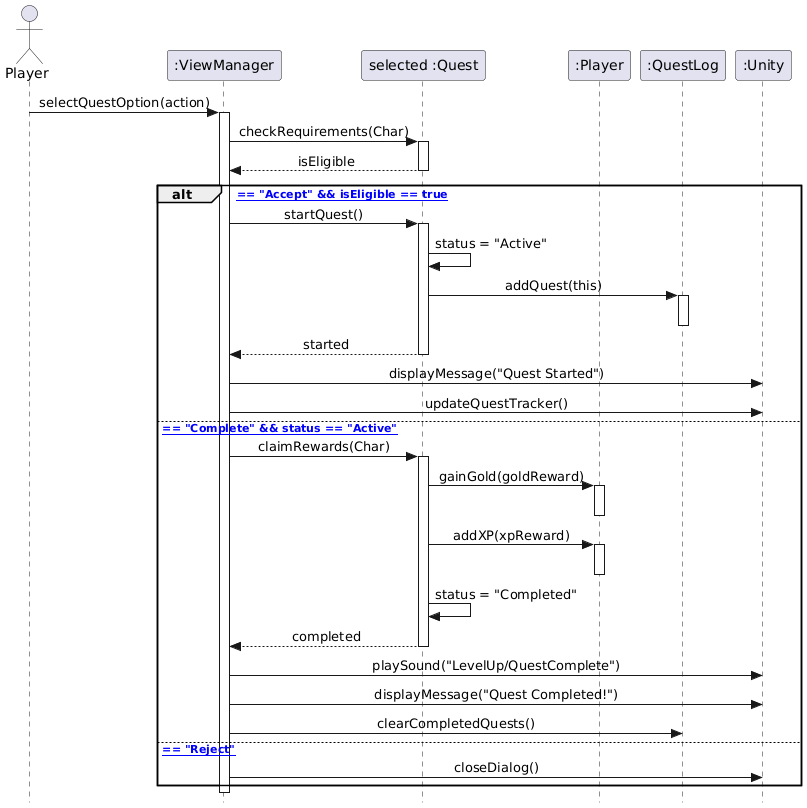 Player
:ViewManager
selected :Quest
:Player
:QuestLog
:Unity
selectQuestOption(action)
checkRequirements(Char)
isEligible
alt
== "Accept" && isEligible == true
startQuest()
status = "Active"
addQuest(this)
started
displayMessage("Quest Started")
updateQuestTracker()
== "Complete" && status == "Active"
claimRewards(Char)
gainGold(goldReward)
addXP(xpReward)
status = "Completed"
completed
playSound("LevelUp/QuestComplete")
displayMessage("Quest Completed!")
clearCompletedQuests()
== "Reject"
closeDialog()